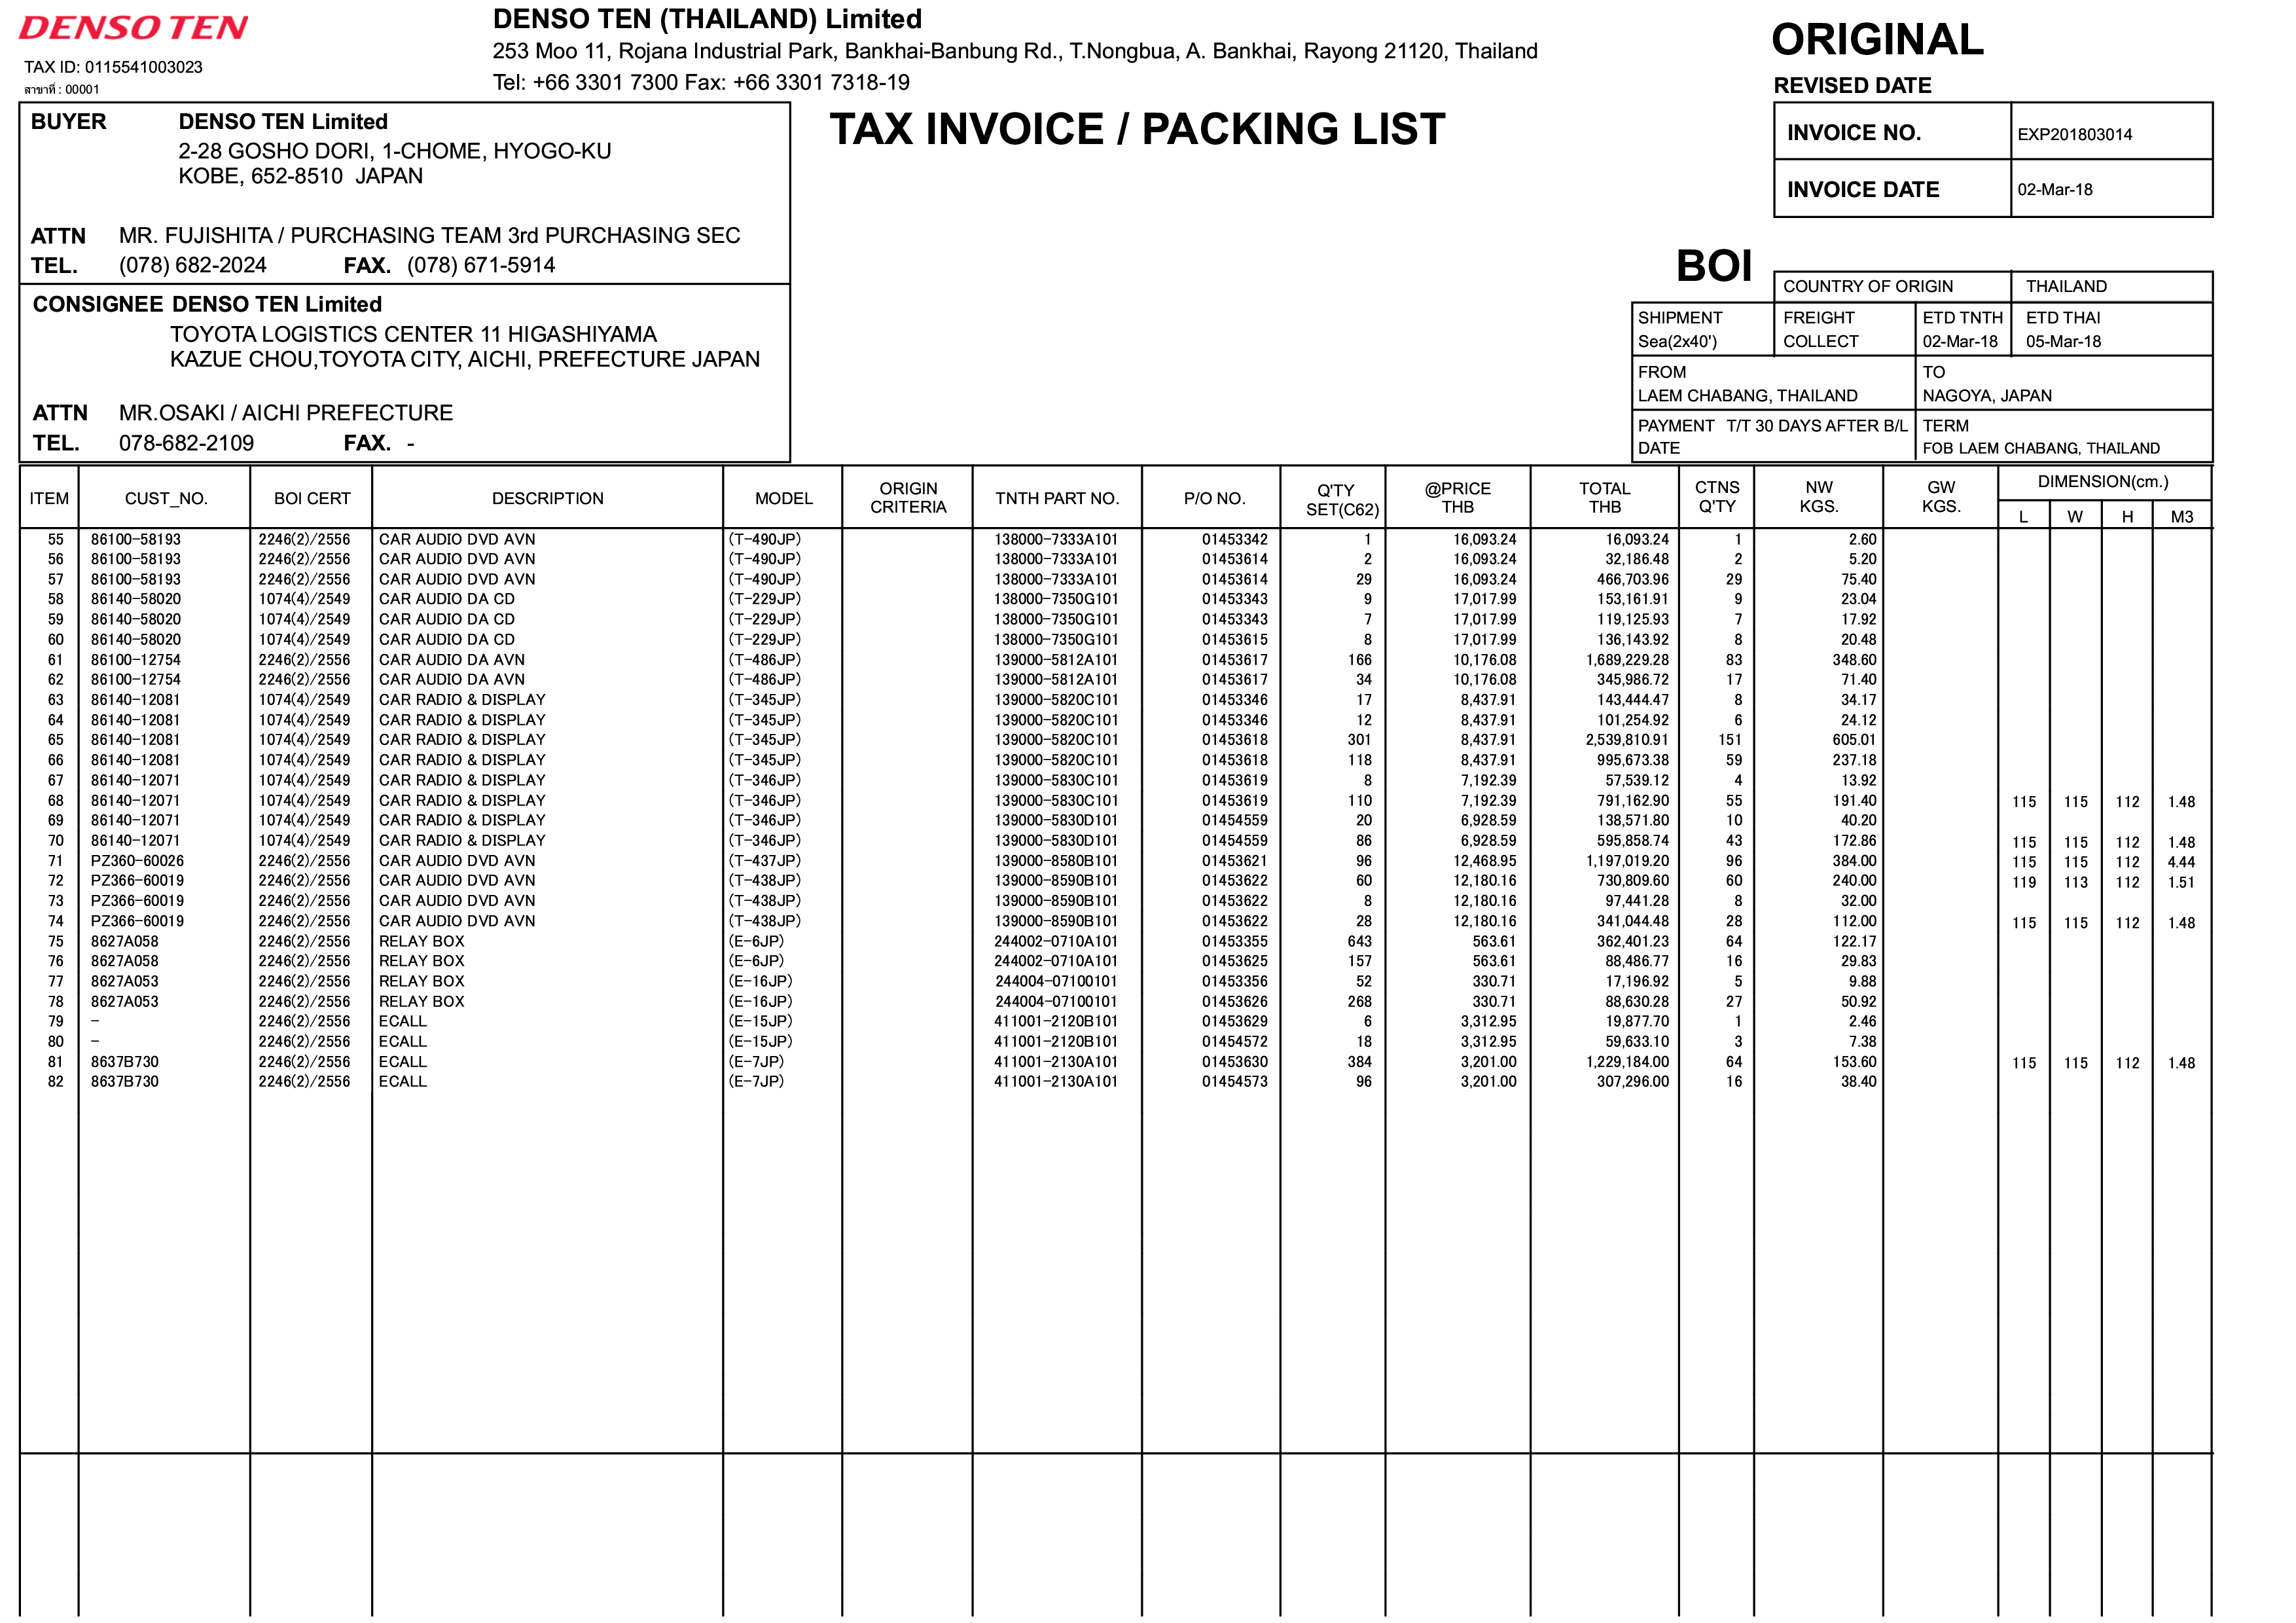 DENSO TEN
TAX ID: 0115541003023
สาขาที่ : 00001
DENSO TEN (THAILAND) Limited
253 Moo 11, Rojana Industrial Park, Bankhai-Banbung Rd., T.Nongbua, A. Bankhai, Rayong 21120, Thailand
Tel: +66 3301 7300 Fax: +66 3301 7318-19
ORIGINAL
REVISED DATE
TAX INVOICE / PACKING LIST
INVOICE NO. EXP201803014
INVOICE DATE 02-Mar-18
BUYER DENSO TEN Limited
2-28 GOSHO DORI, 1-CHOME, HYOGO-KU
KOBE, 652-8510 JAPAN
ATTN MR. FUJISHITA / PURCHASING TEAM 3rd PURCHASING SEC
TEL. (078) 682-2024 FAX. (078) 671-5914
CONSIGNEE DENSO TEN Limited
TOYOTA LOGISTICS CENTER 11 HIGASHIYAMA
KAZUE CHOU,TOYOTA CITY, AICHI, PREFECTURE JAPAN
ATTN MR.OSAKI / AICHI PREFECTURE
TEL. 078-682-2109 FAX. -
BOI
COUNTRY OF ORIGIN THAILAND
SHIPMENT FREIGHT ETD TNTH ETD THAI
Sea(2x40') COLLECT 02-Mar-18 05-Mar-18
FROM TO
LAEM CHABANG, THAILAND NAGOYA, JAPAN
PAYMENT T/T 30 DAYS AFTER B/L TERM
DATE FOB LAEM CHABANG, THAILAND
ITEM CUST_NO. BOI CERT DESCRIPTION MODEL ORIGIN CRITERIA TNTH PART NO. P/O NO. Q'TY SET(C62) @PRICE THB TOTAL THB CTNS Q'TY NW KGS. GW KGS. DIMENSION(cm.)
L W H M3
55 86100-58193 2246(2)/2556 CAR AUDIO DVD AVN (T-490JP) 138000-7333A101 01453342 1 16,093.24 16,093.24 1 2.60
56 86100-58193 2246(2)/2556 CAR AUDIO DVD AVN (T-490JP) 138000-7333A101 01453614 2 16,093.24 32,186.48 2 5.20
57 86100-58193 2246(2)/2556 CAR AUDIO DVD AVN (T-490JP) 138000-7333A101 01453614 29 16,093.24 466,703.96 29 75.40
58 86140-58020 1074(4)/2549 CAR AUDIO DA CD (T-229JP) 138000-7350G101 01453343 9 17,017.99 153,161.91 9 23.04
59 86140-58020 1074(4)/2549 CAR AUDIO DA CD (T-229JP) 138000-7350G101 01453343 7 17,017.99 119,125.93 7 17.92
60 86140-58020 1074(4)/2549 CAR AUDIO DA CD (T-229JP) 138000-7350G101 01453615 8 17,017.99 136,143.92 8 20.48
61 86100-12754 2246(2)/2556 CAR AUDIO DA AVN (T-486JP) 139000-5812A101 01453617 166 10,176.08 1,689,229.28 83 348.60
62 86100-12754 2246(2)/2556 CAR AUDIO DA AVN (T-486JP) 139000-5812A101 01453617 34 10,176.08 345,986.72 17 71.40
63 86140-12081 1074(4)/2549 CAR RADIO & DISPLAY (T-345JP) 139000-5820C101 01453346 17 8,437.91 143,444.47 8 34.17
64 86140-12081 1074(4)/2549 CAR RADIO & DISPLAY (T-345JP) 139000-5820C101 01453346 12 8,437.91 101,254.92 6 24.12
65 86140-12081 1074(4)/2549 CAR RADIO & DISPLAY (T-345JP) 139000-5820C101 01453618 301 8,437.91 2,539,810.91 151 605.01
66 86140-12081 1074(4)/2549 CAR RADIO & DISPLAY (T-345JP) 139000-5820C101 01453618 118 8,437.91 995,673.38 59 237.18
67 86140-12071 1074(4)/2549 CAR RADIO & DISPLAY (T-346JP) 139000-5830C101 01453619 8 7,192.39 57,539.12 4 13.92
68 86140-12071 1074(4)/2549 CAR RADIO & DISPLAY (T-346JP) 139000-5830C101 01453619 110 7,192.39 791,162.90 55 191.40 115 115 112 1.48
69 86140-12071 1074(4)/2549 CAR RADIO & DISPLAY (T-346JP) 139000-5830D101 01454559 20 6,928.59 138,571.80 10 40.20
70 86140-12071 1074(4)/2549 CAR RADIO & DISPLAY (T-346JP) 139000-5830D101 01454559 86 6,928.59 595,858.74 43 172.86 115 115 112 1.48
71 PZ360-60026 2246(2)/2556 CAR AUDIO DVD AVN (T-437JP) 139000-8580B101 01453621 96 12,468.95 1,197,019.20 96 384.00 115 115 112 4.44
72 PZ366-60019 2246(2)/2556 CAR AUDIO DVD AVN (T-438JP) 139000-8590B101 01453622 60 12,180.16 730,809.60 60 240.00 119 113 112 1.51
73 PZ366-60019 2246(2)/2556 CAR AUDIO DVD AVN (T-438JP) 139000-8590B101 01453622 8 12,180.16 97,441.28 8 32.00
74 PZ366-60019 2246(2)/2556 CAR AUDIO DVD AVN (T-438JP) 139000-8590B101 01453622 28 12,180.16 341,044.48 28 112.00 115 115 112 1.48
75 8627A058 2246(2)/2556 RELAY BOX (E-6JP) 244002-0710A101 01453355 643 563.61 362,401.23 64 122.17
76 8627A058 2246(2)/2556 RELAY BOX (E-6JP) 244002-0710A101 01453625 157 563.61 88,486.77 16 29.83
77 8627A053 2246(2)/2556 RELAY BOX (E-16JP) 244004-07100101 01453356 52 330.71 17,196.92 5 9.88
78 8627A053 2246(2)/2556 RELAY BOX (E-16JP) 244004-07100101 01453626 268 330.71 88,630.28 27 50.92
79 - 2246(2)/2556 ECALL (E-15JP) 411001-2120B101 01453629 6 3,312.95 19,877.70 1 2.46
80 - 2246(2)/2556 ECALL (E-15JP) 411001-2120B101 01454572 18 3,312.95 59,633.10 3 7.38
81 8637B730 2246(2)/2556 ECALL (E-7JP) 411001-2130A101 01453630 384 3,201.00 1,229,184.00 64 153.60 115 115 112 1.48
82 8637B730 2246(2)/2556 ECALL (E-7JP) 411001-2130A101 01454573 96 3,201.00 307,296.00 16 38.40